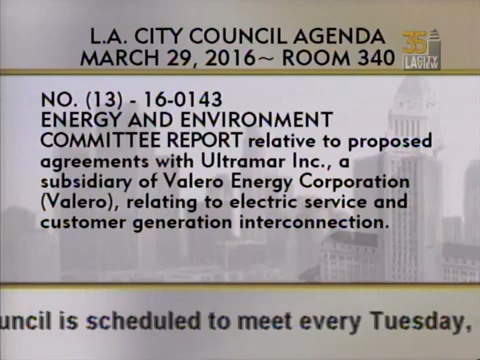 L.A. CITY COUNCIL AGENDA
MARCH 29, 2016~ ROOM 340
35
LA CITY
VIEW
NO. (13) - 16-0143
ENERGY AND ENVIRONMENT
COMMITTEE REPORT relative to proposed
agreements with Ultramar Inc., a
subsidiary of Valero Energy Corporation
(Valero), relating to electric service and
customer generation interconnection.
uncil is scheduled to meet every Tuesday,